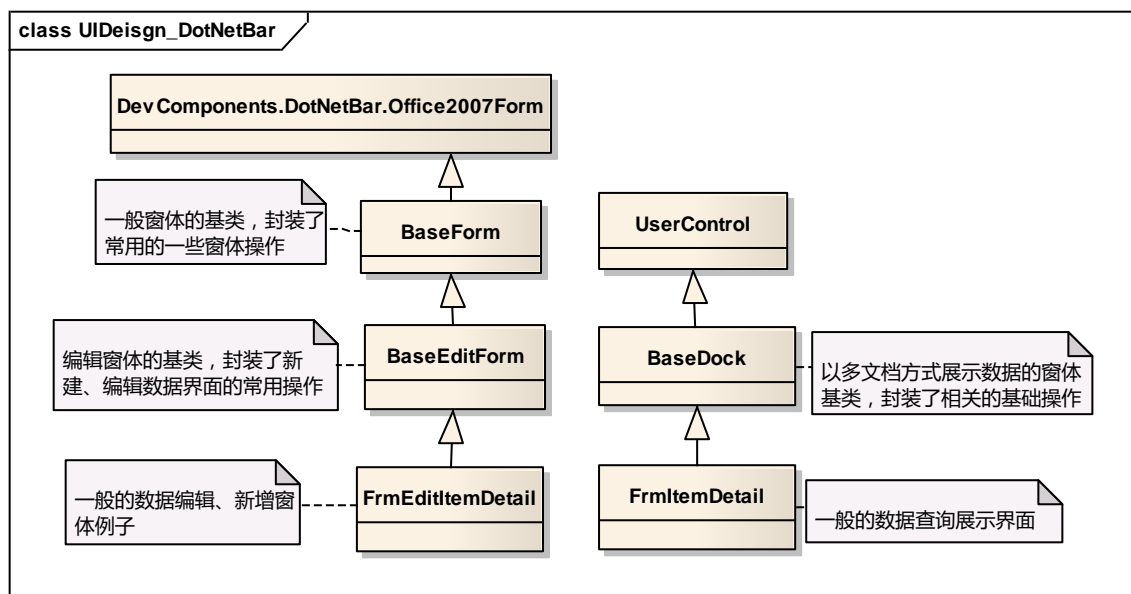 class UIDeisgn_DotNetBar
DevComponents.DotNetBar.Office2007Form
一般窗体的基类，封装了
常用的一些窗体操作
BaseForm
UserControl
编辑窗体的基类，封装了新
建、编辑数据界面的常用操作
BaseEditForm
BaseDock
以多文档方式展示数据的窗体
基类，封装了相关的基础操作
一般的数据编辑、新增窗
体例子
FrmEditItemDetail
FrmItemDetail
一般的数据查询展示界面